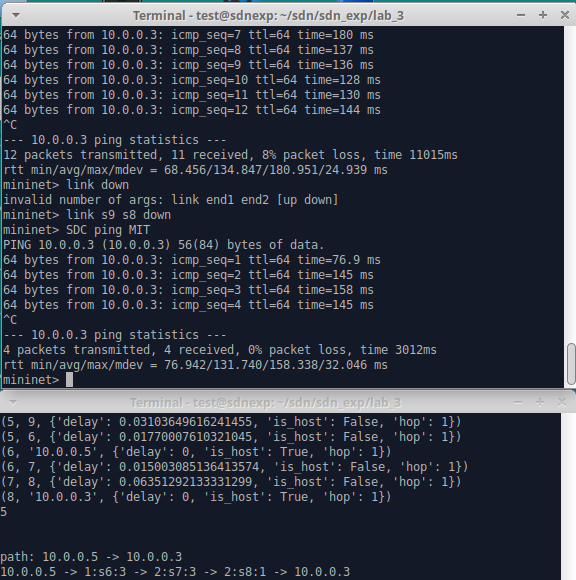 Terminal - test@sdnexp: ~/sdn/sdn_exp/lab_3
64 bytes from 10.0.0.3: icmp_seq=7 ttl=64 time=180 ms
64 bytes from 10.0.0.3: icmp_seq=8 ttl=64 time=137 ms
64 bytes from 10.0.0.3: icmp_seq=9 ttl=64 time=136 ms
64 bytes from 10.0.0.3: icmp_seq=10 ttl=64 time=128 ms
64 bytes from 10.0.0.3: icmp_seq=11 ttl=64 time=130 ms
64 bytes from 10.0.0.3: icmp_seq=12 ttl=64 time=144 ms
^C
--- 10.0.0.3 ping statistics ---
12 packets transmitted, 11 received, 8% packet loss, time 11015ms
rtt min/avg/max/mdev = 68.456/134.847/180.951/24.939 ms
mininet> link down
invalid number of args: link end1 end2 [up down]
mininet> link s9 s8 down
mininet> SDC ping MIT
PING 10.0.0.3 (10.0.0.3) 56(84) bytes of data.
64 bytes from 10.0.0.3: icmp_seq=1 ttl=64 time=76.9 ms
64 bytes from 10.0.0.3: icmp_seq=2 ttl=64 time=145 ms
64 bytes from 10.0.0.3: icmp_seq=3 ttl=64 time=158 ms
64 bytes from 10.0.0.3: icmp_seq=4 ttl=64 time=145 ms
^C
--- 10.0.0.3 ping statistics ---
4 packets transmitted, 4 received, 0% packet loss, time 3012ms
rtt min/avg/max/mdev = 76.942/131.740/158.338/32.046 ms
mininet>
Terminal - test@sdnexp: ~/sdn/sdn_exp/lab_3
(5, 9, {'delay': 0.03103649616241455, 'is_host': False, 'hop': 1})
(5, 6, {'delay': 0.01770007610321045, 'is_host': False, 'hop': 1})
(6, '10.0.0.5', {'delay': 0, 'is_host': True, 'hop': 1})
(6, 7, {'delay': 0.015003085136413574, 'is_host': False, 'hop': 1})
(7, 8, {'delay': 0.06351292133331299, 'is_host': False, 'hop': 1})
(8, '10.0.0.3', {'delay': 0, 'is_host': True, 'hop': 1})
5
path: 10.0.0.5 -> 10.0.0.3
10.0.0.5 -> 1:s6:3 -> 2:s7:3 -> 2:s8:1 -> 10.0.0.3